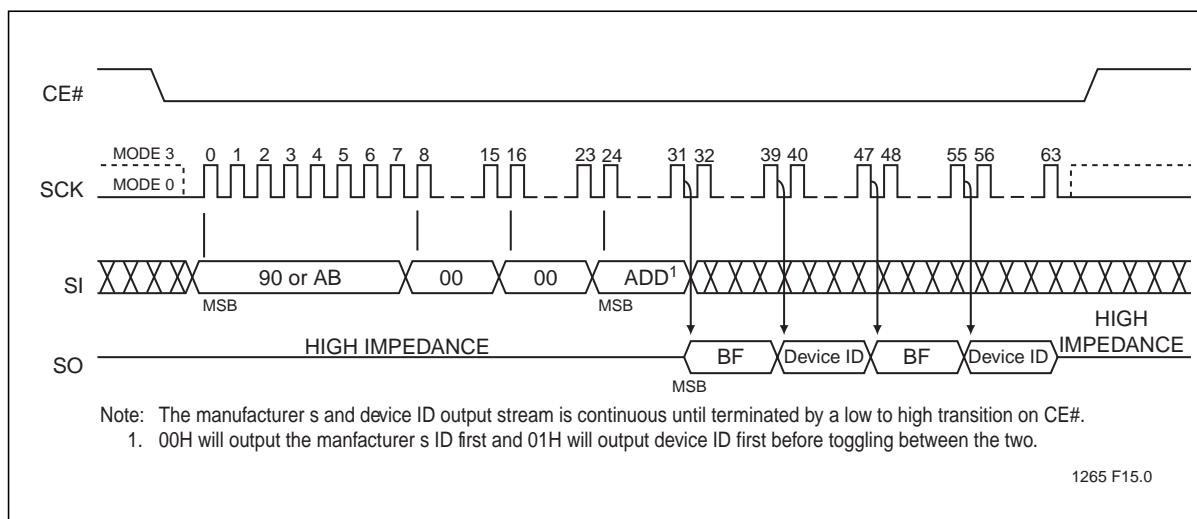 CE#
MODE 3
0 1 2 3 4 5 6 7 8 15 16 23 24 31 32 39 40 47 48 55 56 63
SCK
MODE 0
SI
90 or AB 00 00 ADD1
MSB MSB
HIGH IMPEDANCE
HIGH IMPEDANCE
SO
BF Device ID BF Device ID
MSB
Note: The manufacturer s and device ID output stream is continuous until terminated by a low to high transition on CE#.
1. 00H will output the manfacturer s ID first and 01H will output device ID first before toggling between the two.
1265 F15.0